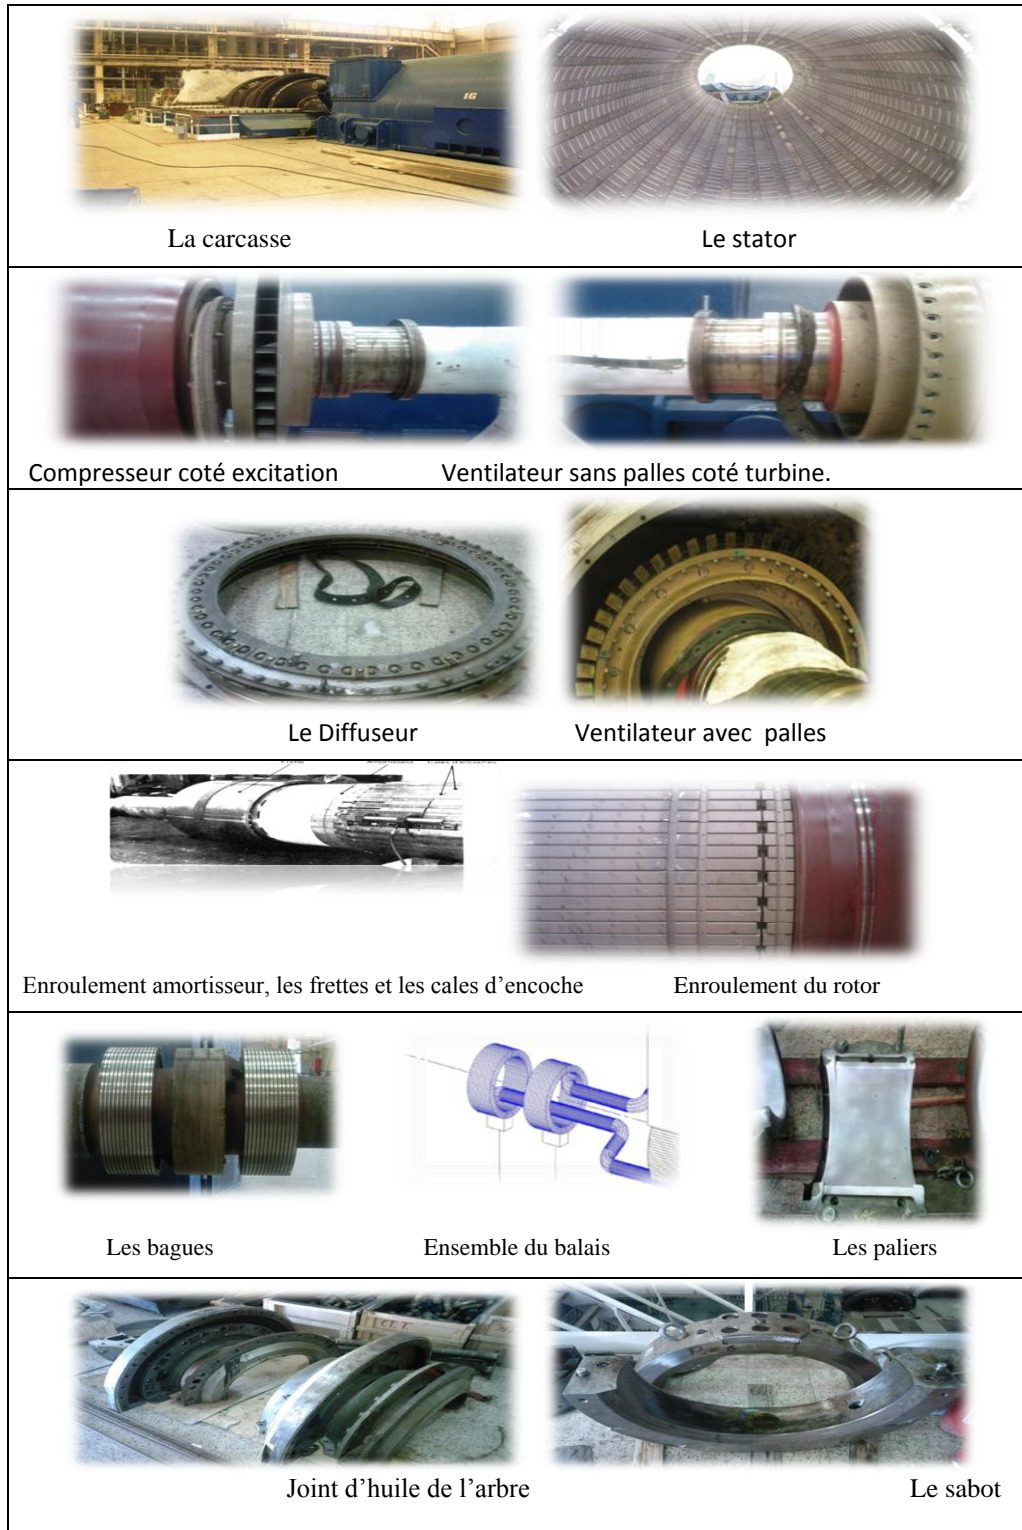 IG
La carcasse Le stator
Compresseur coté excitation Ventilateur sans palles coté turbine.
Le Diffuseur Ventilateur avec palles
Enroulement amortisseur, les frettes et les cales d’encoche Enroulement du rotor
Les bagues Ensemble du balais Les paliers
Joint d’huile de l’arbre Le sabot